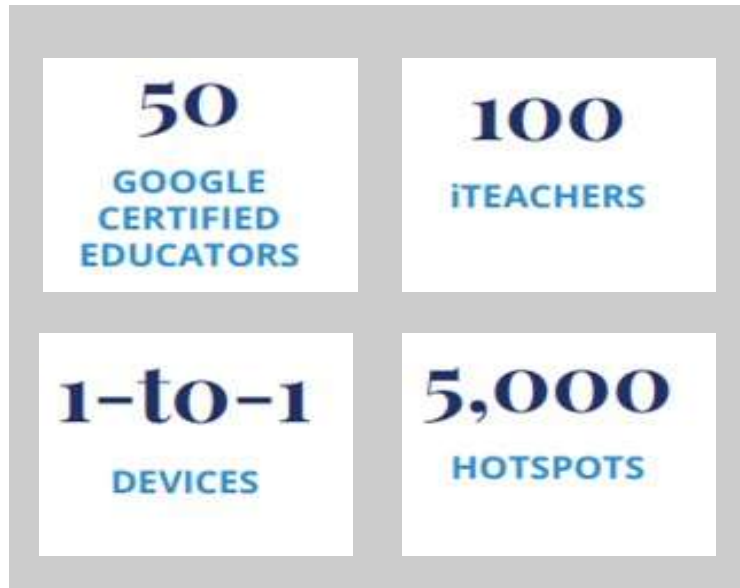 50
GOOGLE
CERTIFIED
EDUCATORS
100
iTEACHERS
1-to-1
DEVICES
5,000
HOTSPOTS